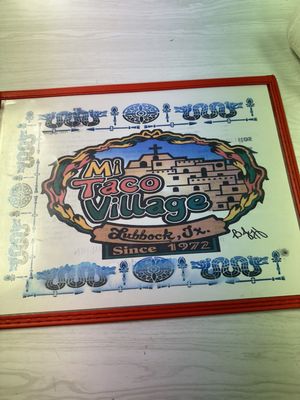 Mi
Taco
Village
Lubbock, Tx.
Since 1972